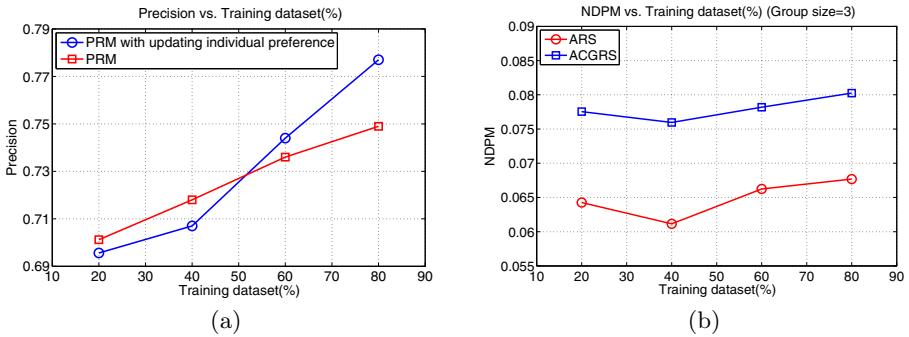 Precision vs. Training dataset(%)
0.79
0.77
0.75
0.73
0.71
0.69
Precision
PRM with updating individual preference
PRM
10 20 30 40 50 60 70 80 90
Training dataset(%)
(a)
NDPM vs. Training dataset(%) (Group size=3)
0.09
0.085
0.08
0.075
0.07
0.065
0.06
0.055
NDPM
ARS
ACGRS
10 20 30 40 50 60 70 80 90
Training dataset(%)
(b)